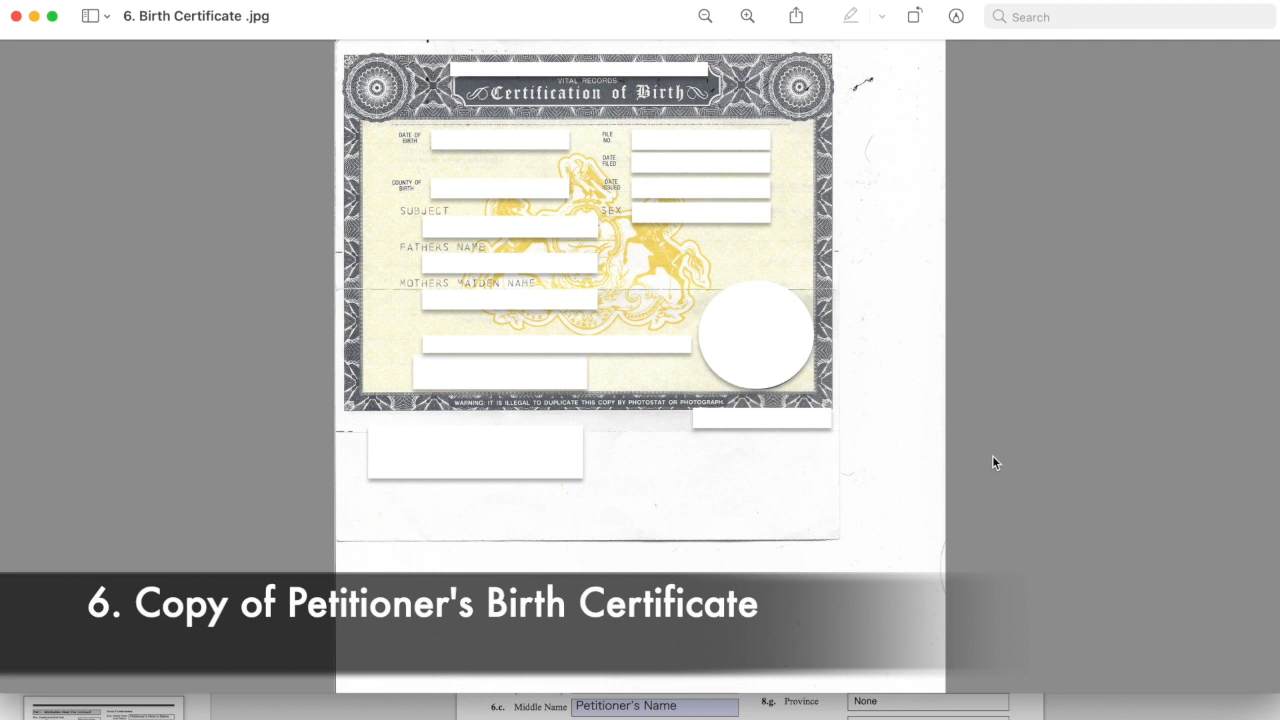 6. Birth Certificate .jpg
Search
VITAL RECORDS
Certification of Birth
DATE OF
BIRTH
FILE
NO.
DATE
FILED
COUNTY OF
BIRTH
DATE
ISSUED
SUBJECT
SEX
FATHERS NAME
MOTHERS MAIDEN NAME
WARNING: IT IS ILLEGAL TO DUPLICATE THIS COPY BY PHOTOSTAT OR PHOTOGRAPH.
6. Copy of Petitioner's Birth Certificate
6.c. Middle Name Petitioner's Name
8.g. Province None